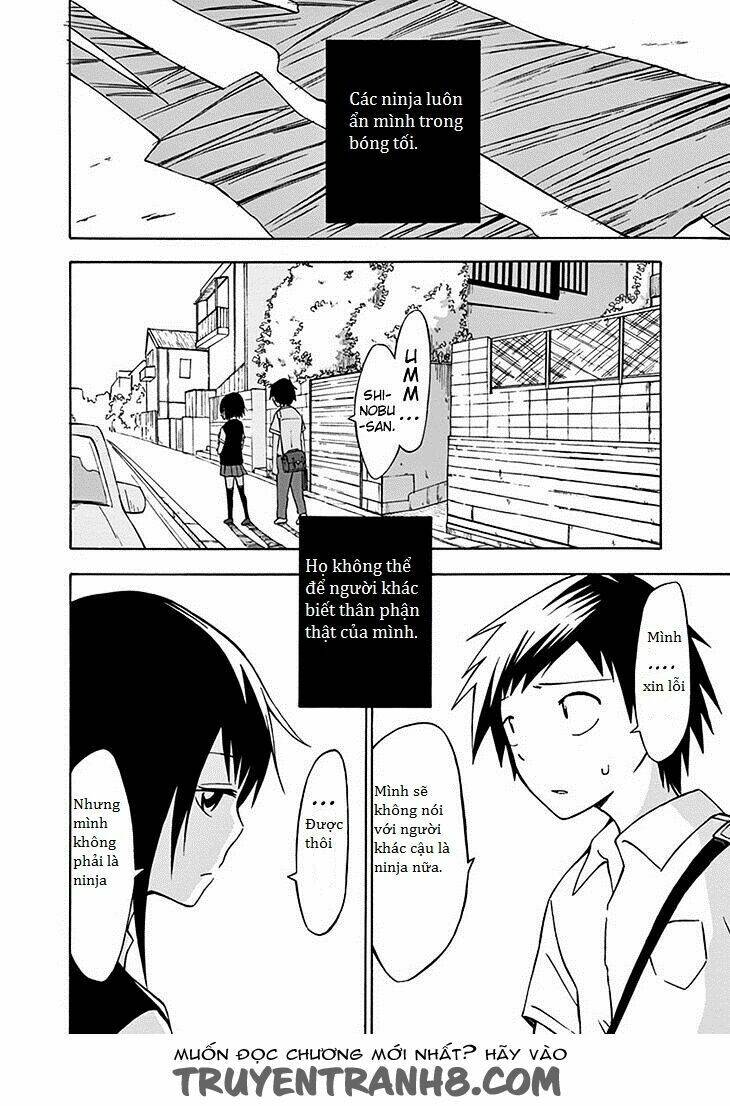 Các ninja luôn
ẩn mình trong
bóng tối.
UMM...
SHI-
NOBU
-SAN.
Họ không thể
để người khác
biết thân phận
thật của mình.
Mình
....
xin lỗi
Mình sẽ
không nói
với người
khác cậu là
ninja nữa.
...
Được
thôi
Nhưng
mình
không
phải là
ninja
MUỐN ĐỌC CHƯƠNG MỚI NHẤT? HÃY VÀO
TRUYENTRANH8.COM